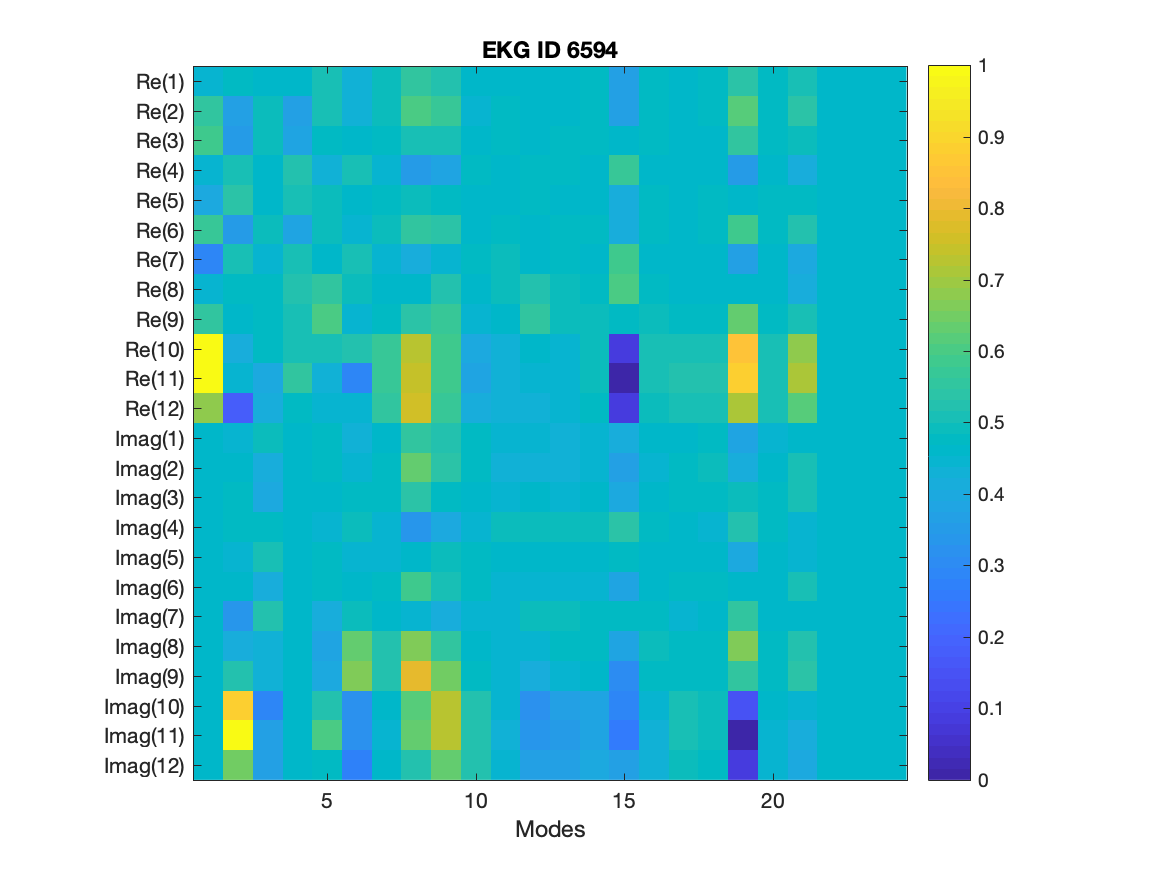 EKG ID 6594
Re(1)
Re(2)
Re(3)
Re(4)
Re(5)
Re(6)
Re(7)
Re(8)
Re(9)
Re(10)
Re(11)
Re(12)
Imag(1)
Imag(2)
Imag(3)
Imag(4)
Imag(5)
Imag(6)
Imag(7)
Imag(8)
Imag(9)
Imag(10)
Imag(11)
Imag(12)
5 10 15 20
Modes
1
0.9
0.8
0.7
0.6
0.5
0.4
0.3
0.2
0.1
0